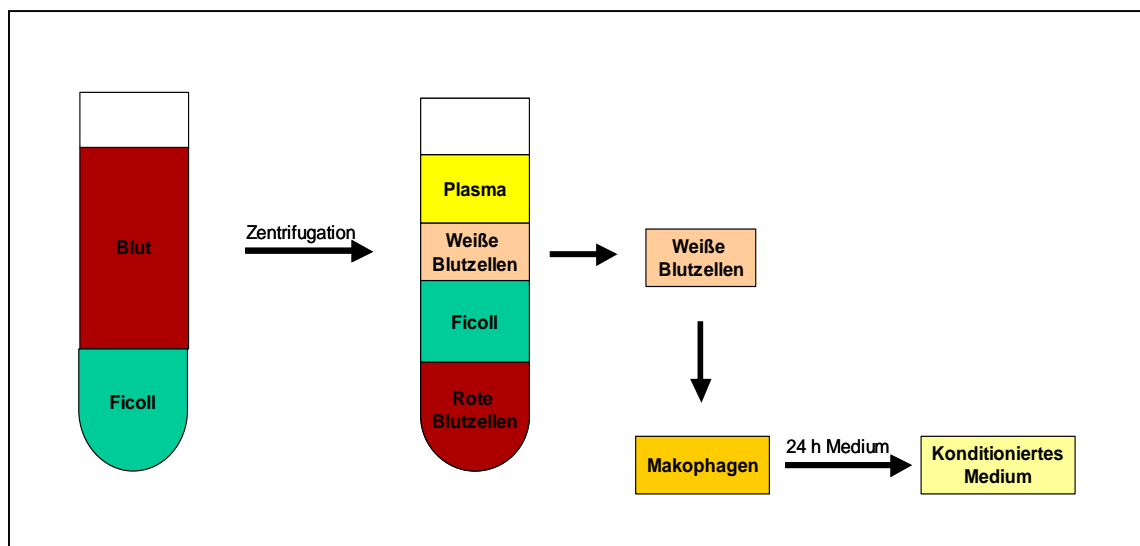 Blut
Ficoll
Zentrifugation
Plasma
Weiße
Blutzellen
Ficoll
Rote
Blutzellen
Weiße
Blutzellen
Makophagen
24 h Medium
Konditioniertes
Medium